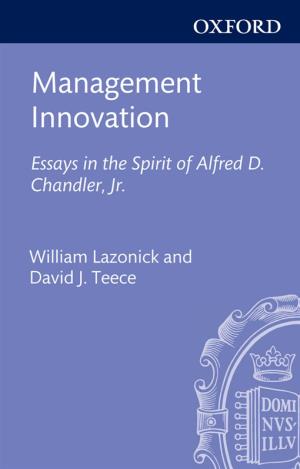 OXFORD
Management
Innovation
Essays in the Spirit of Alfred D.
Chandler, Jr.
William Lazonick and
David J. Teece
DOMI
NVS·
ILLV